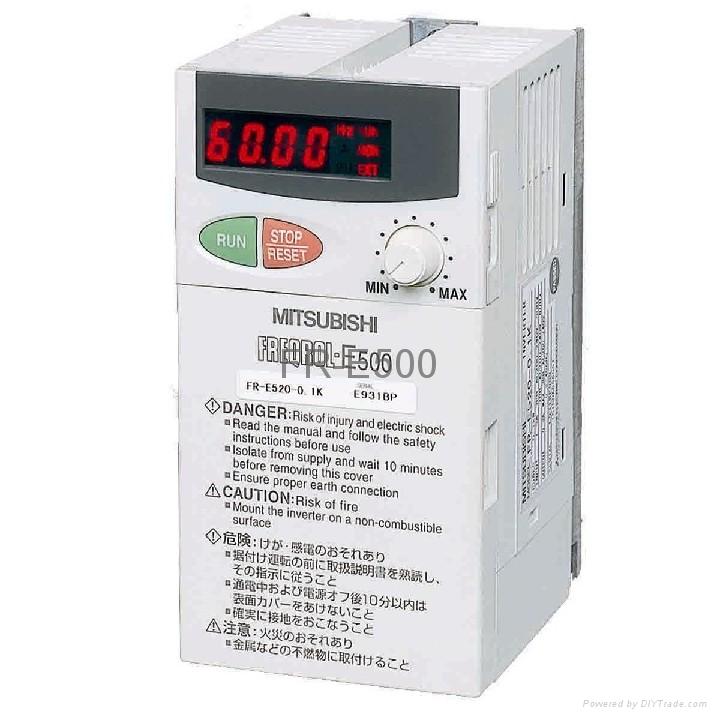 60.00 Hz
EXT
RUN
STOP
RESET
MIN
MAX
MITSUBISHI
FREQROL-E500
FR-E500
FR-E520-0.1K
SERIAL
E931BP
DANGER:Risk of injury and electric shock
Read the manual and follow the safety
instructions before use
Isolate from supply and wait 10 minutes
before removing this cover
Ensure proper earth connection
CAUTION:Risk of fire
Mount the inverter on a non-combustible
surface
危険:けが・感電のおそれあり
据付け運転の前に取扱説明書を熟読し、
その指示に従うこと
通電中および電源オフ後10分以内は
表面カバーをあけないこと
確実に接地をおこなうこと
注意:火災のおそれあり
金属などの不燃物に取付けること
MITSUBISHI
INVERTER
MODEL FR-E520-0.1K
Powered by DIYTrade.com